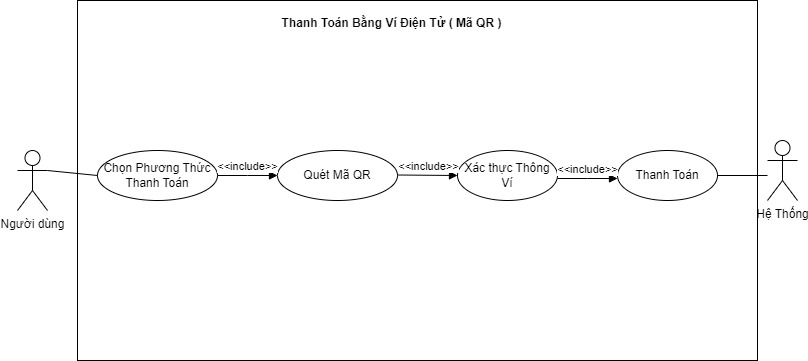 Thanh Toán Bằng Ví Điện Tử ( Mã QR )
Chọn Phương Thức
Thanh Toán
<<include>>
Quét Mã QR
<<include>>
Xác thực Thông
Ví
<<include>>
Thanh Toán
Người dùng
Hệ Thống